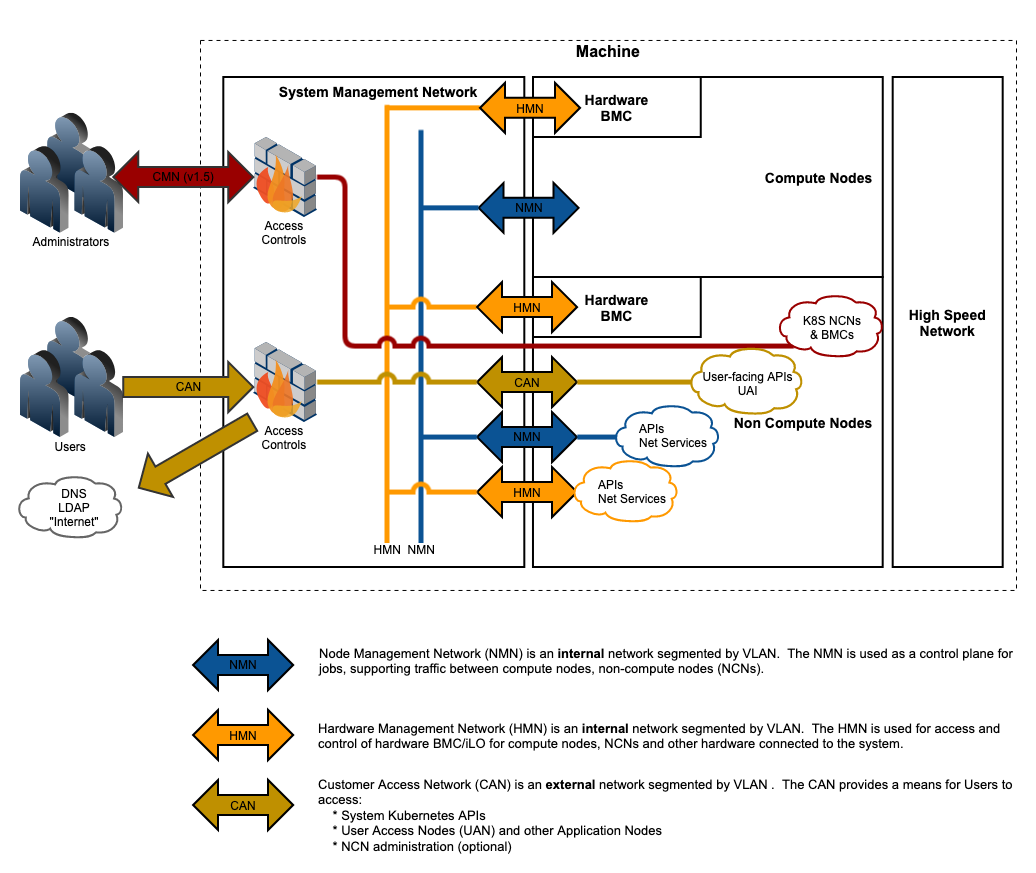 Machine
System Management Network
HMN
Hardware
BMC
CMN (v1.5)
Administrators
Access
Controls
NMN
Compute Nodes
HMN
Hardware
BMC
K8S NCNs
& BMCs
High Speed
Network
CAN
Users
Access
Controls
CAN
User-facing APIs
UAI
Non Compute Nodes
NMN
APIs
Net Services
HMN
APIs
Net Services
DNS
LDAP
"Internet"
HMN NMN
NMN
Node Management Network (NMN) is an internal network segmented by VLAN.  The NMN is used as a control plane for
jobs, supporting traffic between compute nodes, non-compute nodes (NCNs).
HMN
Hardware Management Network (HMN) is an internal network segmented by VLAN.  The HMN is used for access and
control of hardware BMC/iLO for compute nodes, NCNs and other hardware connected to the system.
CAN
Customer Access Network (CAN) is an external network segmented by VLAN .  The CAN provides a means for Users to
access:
* System Kubernetes APIs
* User Access Nodes (UAN) and other Application Nodes
* NCN administration (optional)